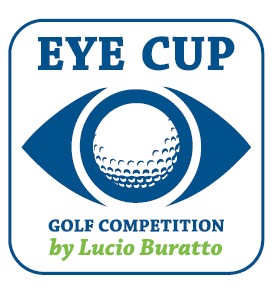 EYE CUP
GOLF COMPETITION
by Lucio Buratto